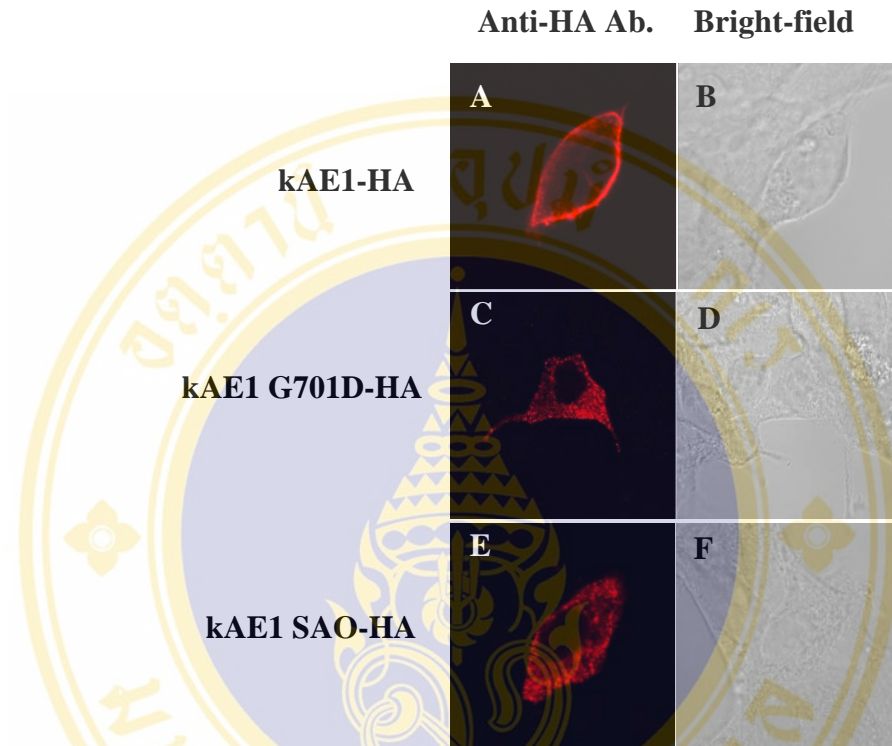 Anti-HA Ab. Bright-field
A B
kAE1-HA
C D
kAE1 G701D-HA
E F
kAE1 SAO-HA